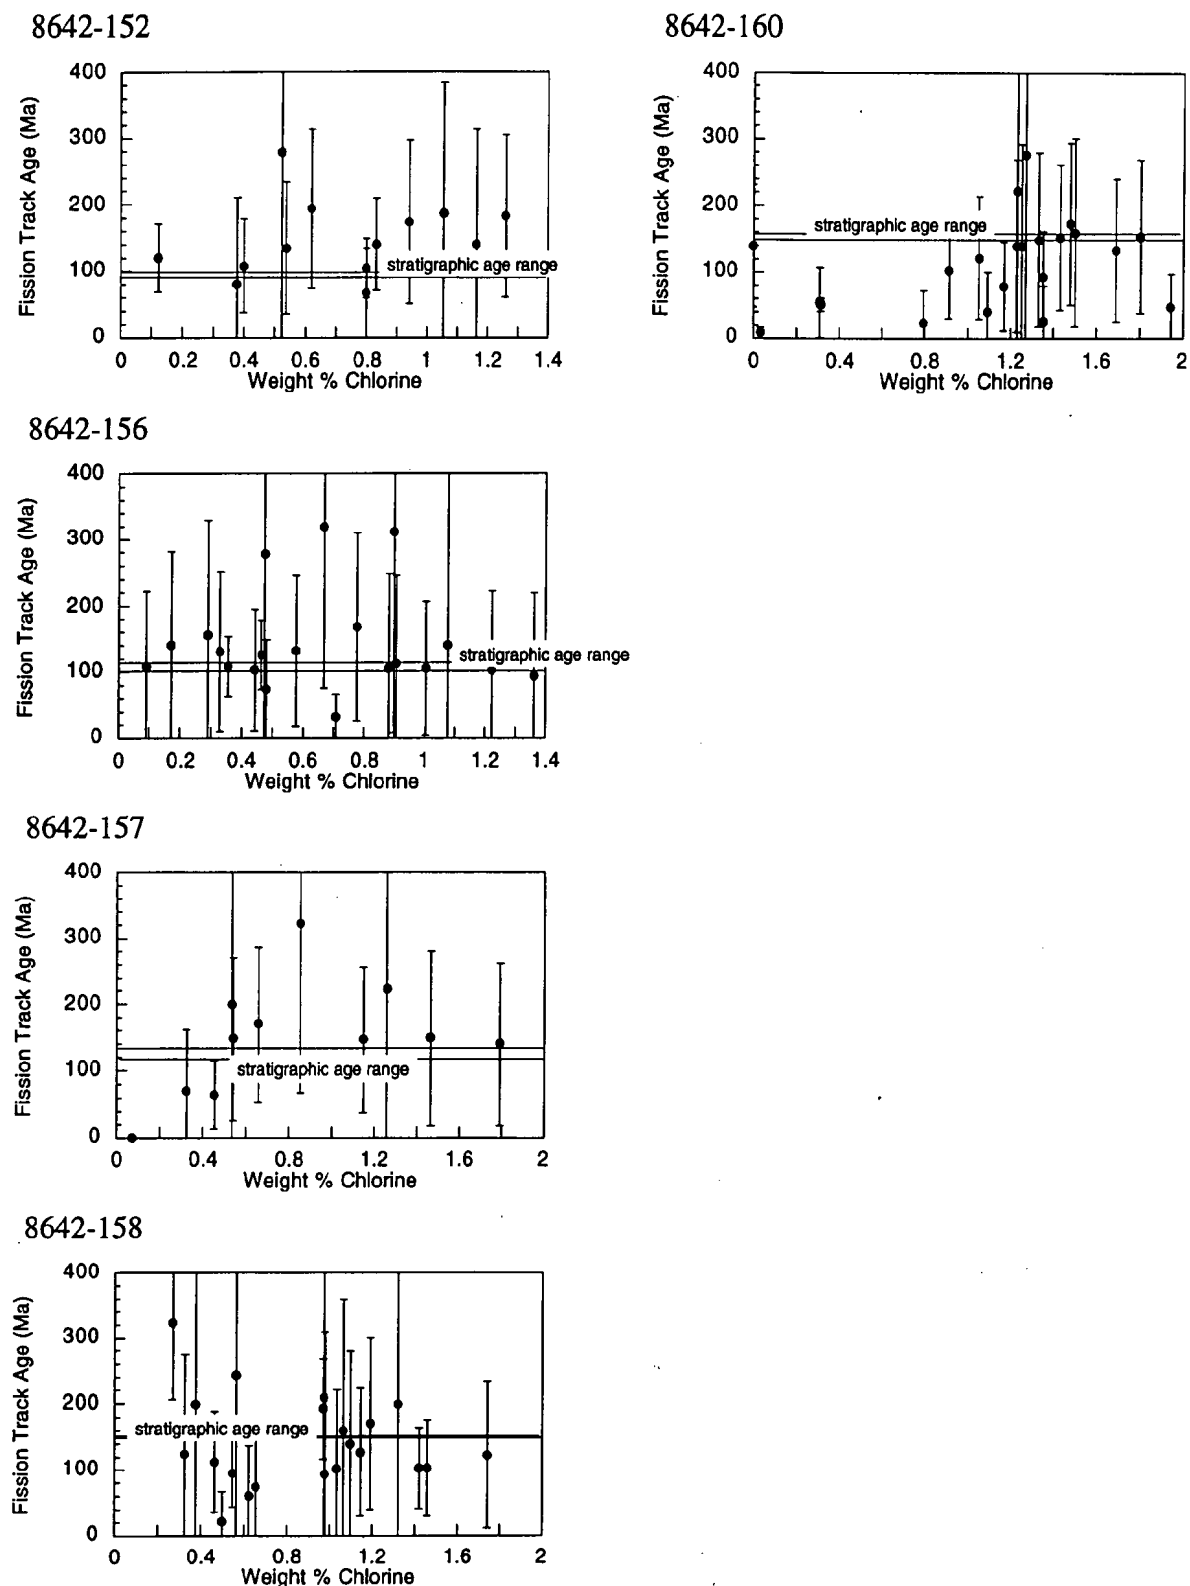 8642-152
400
300
200
100
0
Fission Track Age (Ma)
stratigraphic age range
0 0.2 0.4 0.6 0.8 1 1.2 1.4
Weight % Chlorine
8642-160
400
300
200
100
0
Fission Track Age (Ma)
stratigraphic age range
0 0.4 0.8 1.2 1.6 2
Weight % Chlorine
8642-156
400
300
200
100
0
Fission Track Age (Ma)
stratigraphic age range
0 0.2 0.4 0.6 0.8 1 1.2 1.4
Weight % Chlorine
8642-157
400
300
200
100
0
Fission Track Age (Ma)
stratigraphic age range
0 0.4 0.8 1.2 1.6 2
Weight % Chlorine
8642-158
400
300
200
100
0
Fission Track Age (Ma)
stratigraphic age range
0 0.4 0.8 1.2 1.6 2
Weight % Chlorine